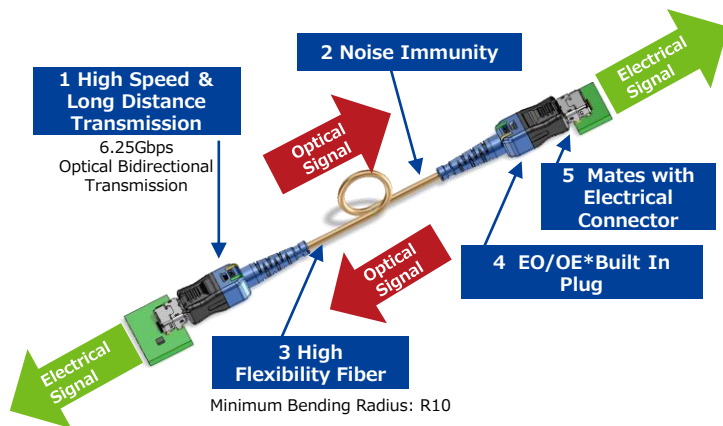 2 Noise Immunity
Electrical
Signal
1 High Speed &
Long Distance
Transmission
6.25Gbps
Optical Bidirectional
Transmission
Optical
Signal
5 Mates with
Electrical
Connector
Optical
Signal
4 EO/OE*Built In
Plug
3 High
Flexibility Fiber
Minimum Bending Radius: R10
Electrical
Signal